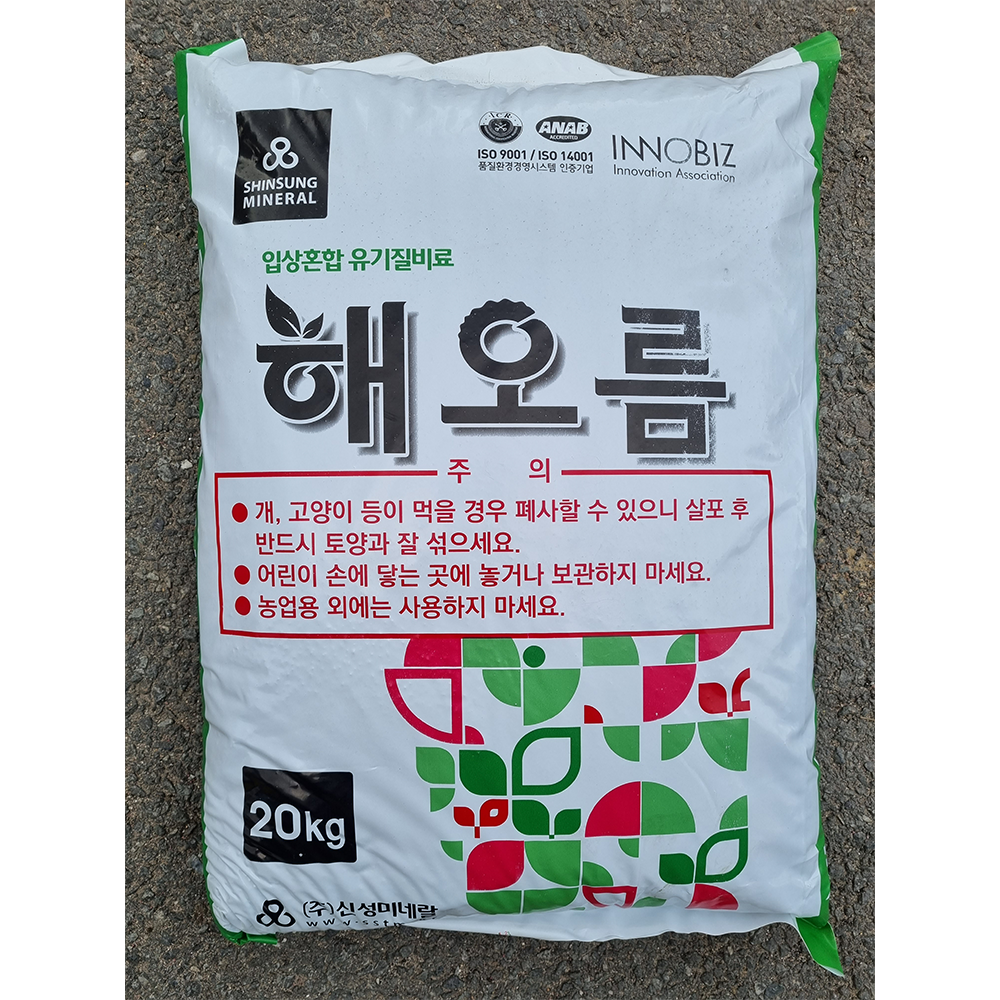 SHINSUNG
MINERAL
ANAB
ACCREDITED
ISO 9001 / ISO 14001
품질환경경영시스템 인증기업
INNOBIZ
Innovation Association
입상혼합 유기질비료
해오름
주 의
● 개, 고양이 등이 먹을 경우 폐사할 수 있으니 살포 후
반드시 토양과 잘 섞으세요.
● 어린이 손에 닿는 곳에 놓거나 보관하지 마세요.
● 농업용 외에는 사용하지 마세요.
20kg
(주)신성미네랄